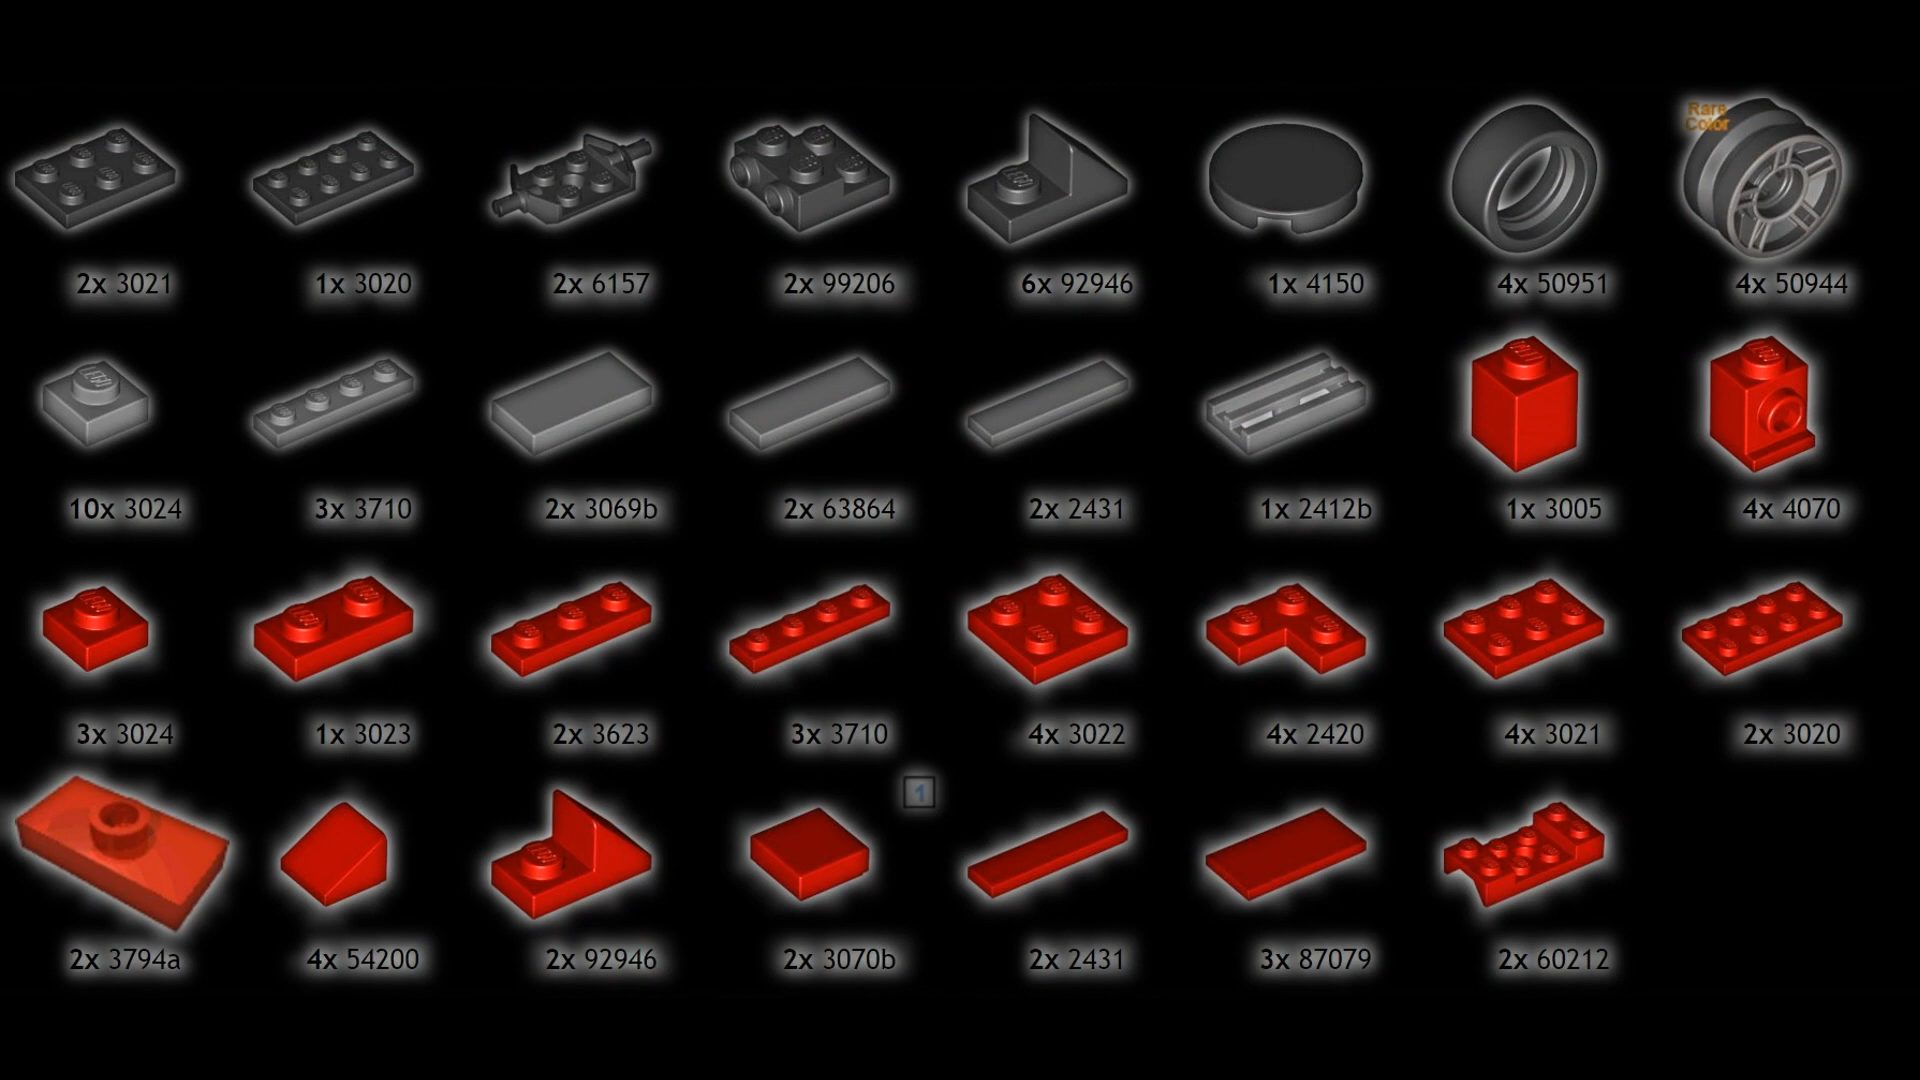 Rare
Color
2x 3021 1x 3020 2x 6157 2x 99206 6x 92946 1x 4150 4x 50951 4x 50944
10x 3024 3x 3710 2x 3069b 2x 63864 2x 2431 1x 2412b 1x 3005 4x 4070
3x 3024 1x 3023 2x 3623 3x 3710 4x 3022 4x 2420 4x 3021 2x 3020
1
2x 3794a 4x 54200 2x 92946 2x 3070b 2x 2431 3x 87079 2x 60212